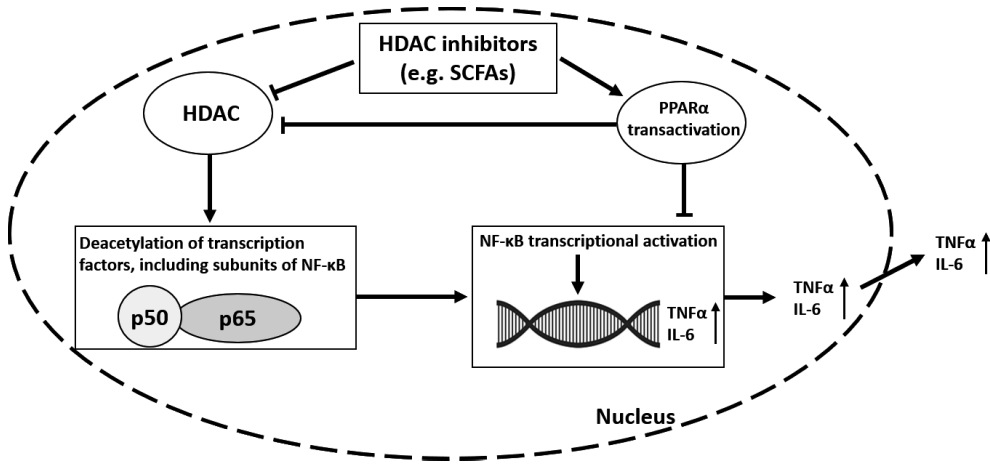 HDAC inhibitors
(e.g. SCFAs)
HDAC
PPARα
transactivation
Deacetylation of transcription
factors, including subunits of NF-κB
p50
p65
NF-κB transcriptional activation
TNFα
IL-6
TNFα
IL-6
TNFα
IL-6
Nucleus